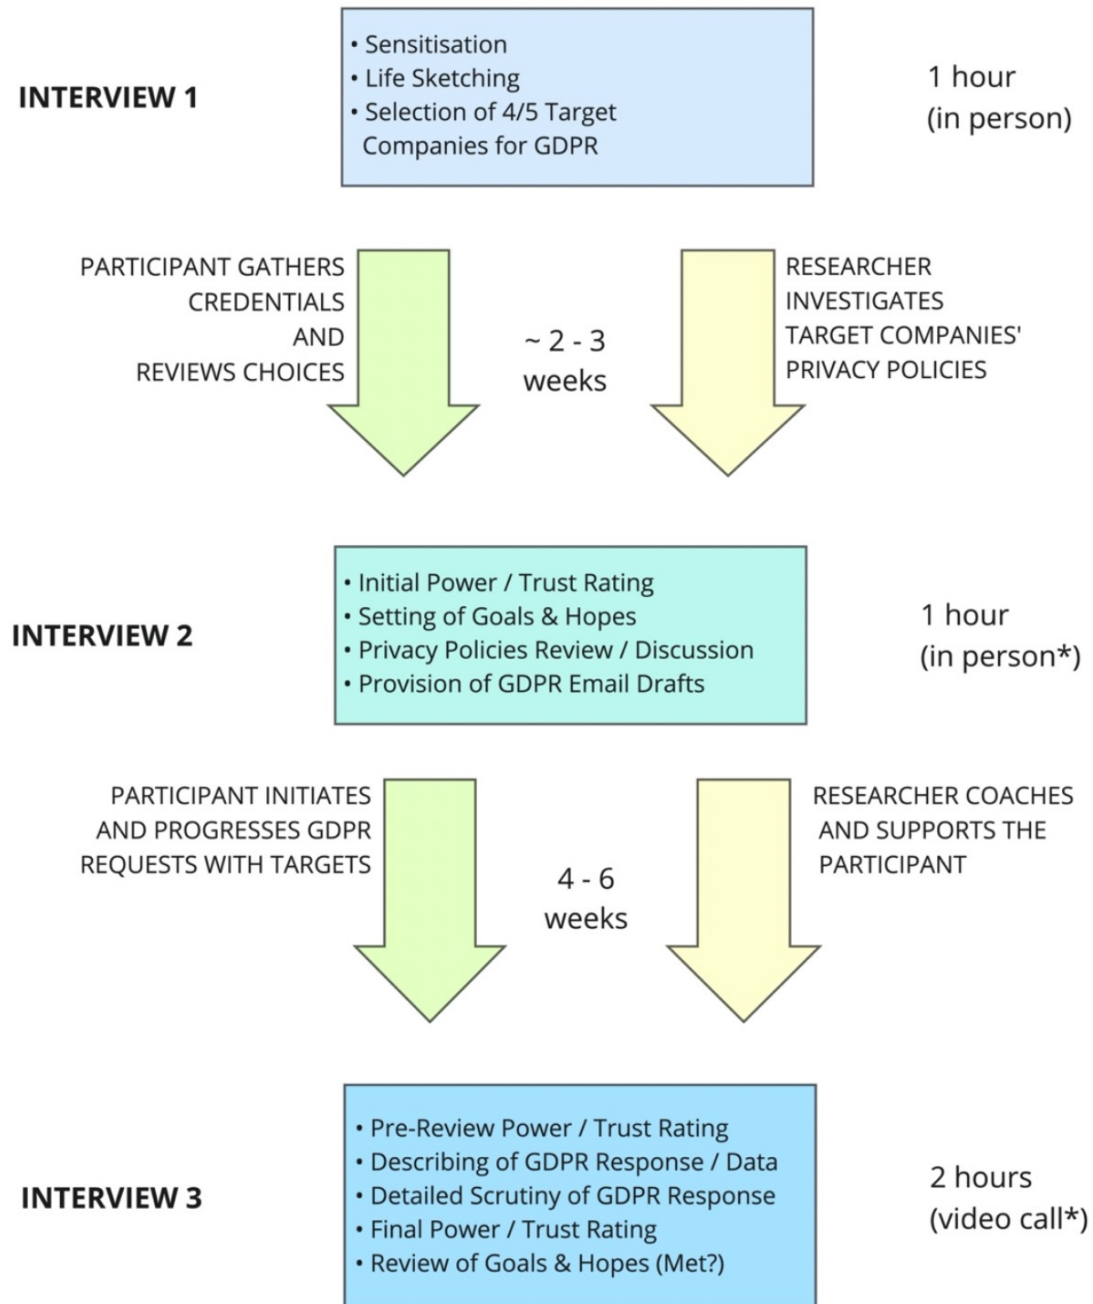 INTERVIEW 1
• Sensitisation
• Life Sketching
• Selection of 4/5 Target
Companies for GDPR
1 hour
(in person)
PARTICIPANT GATHERS
CREDENTIALS
AND
REVIEWS CHOICES
~ 2 - 3
weeks
RESEARCHER
INVESTIGATES
TARGET COMPANIES'
PRIVACY POLICIES
INTERVIEW 2
• Initial Power / Trust Rating
• Setting of Goals & Hopes
• Privacy Policies Review / Discussion
• Provision of GDPR Email Drafts
1 hour
(in person*)
PARTICIPANT INITIATES
AND PROGRESSES GDPR
REQUESTS WITH TARGETS
4 - 6
weeks
RESEARCHER COACHES
AND SUPPORTS THE
PARTICIPANT
INTERVIEW 3
• Pre-Review Power / Trust Rating
• Describing of GDPR Response / Data
• Detailed Scrutiny of GDPR Response
• Final Power / Trust Rating
• Review of Goals & Hopes (Met?)
2 hours
(video call*)